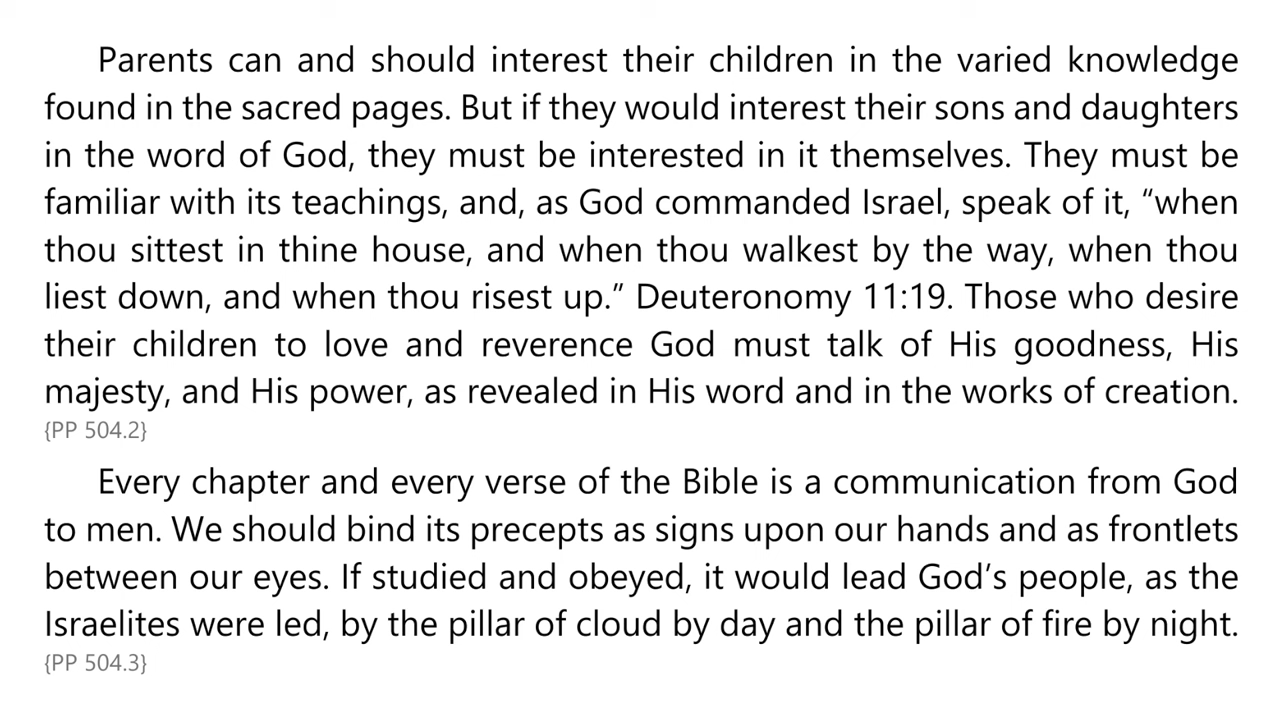 Parents can and should interest their children in the varied knowledge
found in the sacred pages. But if they would interest their sons and daughters
in the word of God, they must be interested in it themselves. They must be
familiar with its teachings, and, as God commanded Israel, speak of it, “when
thou sittest in thine house, and when thou walkest by the way, when thou
liest down, and when thou risest up.” Deuteronomy 11:19. Those who desire
their children to love and reverence God must talk of His goodness, His
majesty, and His power, as revealed in His word and in the works of creation.
{PP 504.2}
Every chapter and every verse of the Bible is a communication from God
to men. We should bind its precepts as signs upon our hands and as frontlets
between our eyes. If studied and obeyed, it would lead God’s people, as the
Israelites were led, by the pillar of cloud by day and the pillar of fire by night.
{PP 504.3}